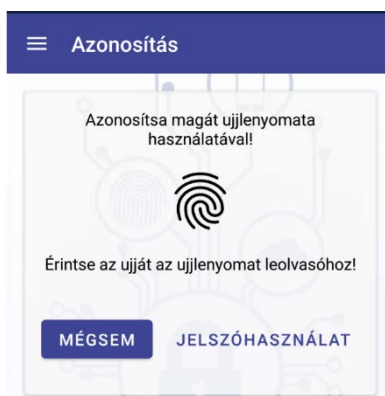 Azonosítás
Azonosítsa magát ujjlenyomata
használatával!
Érintse az ujját az ujjlenyomat leolvasóhoz!
MÉGSEM JELSZÓHASZNÁLAT